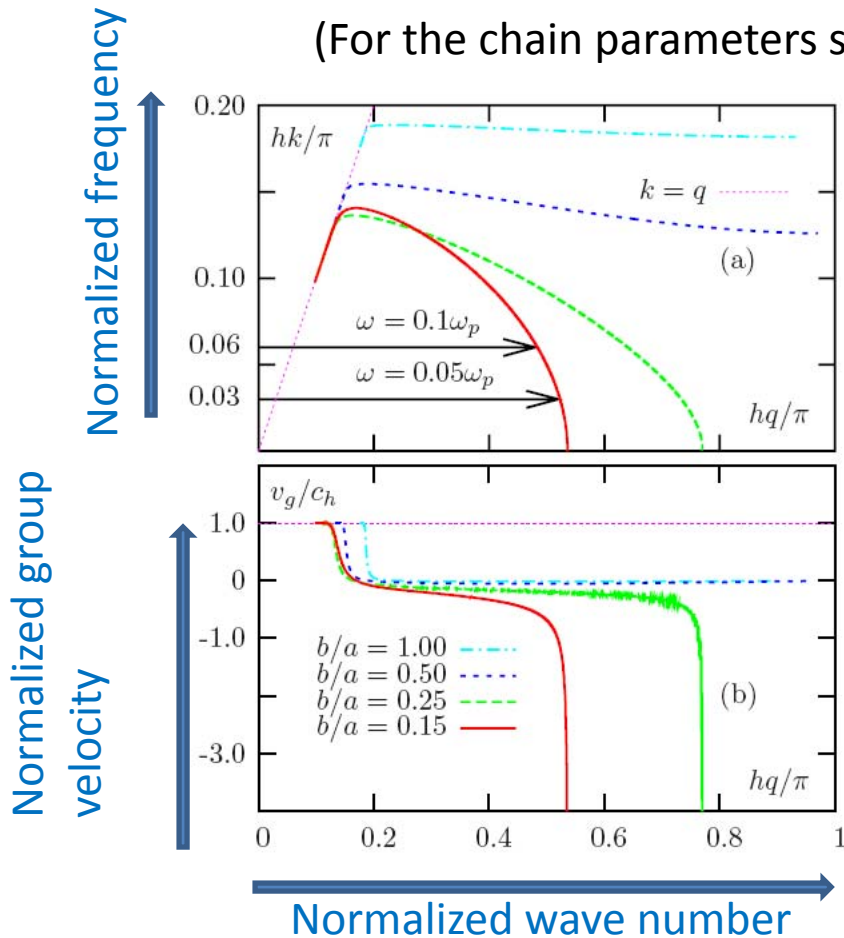 (For the chain parameters s
Normalized frequency
0.20
hk/π
k = q
(a)
0.10
ω = 0.1ωₚ
0.06
ω = 0.05ωₚ
0.03
hq/π
Normalized group
velocity
v_g/c_h
1.0
0
-1.0
b/a = 1.00
b/a = 0.50
b/a = 0.25
b/a = 0.15
(b)
-3.0
hq/π
0 0.2 0.4 0.6 0.8 1
Normalized wave number